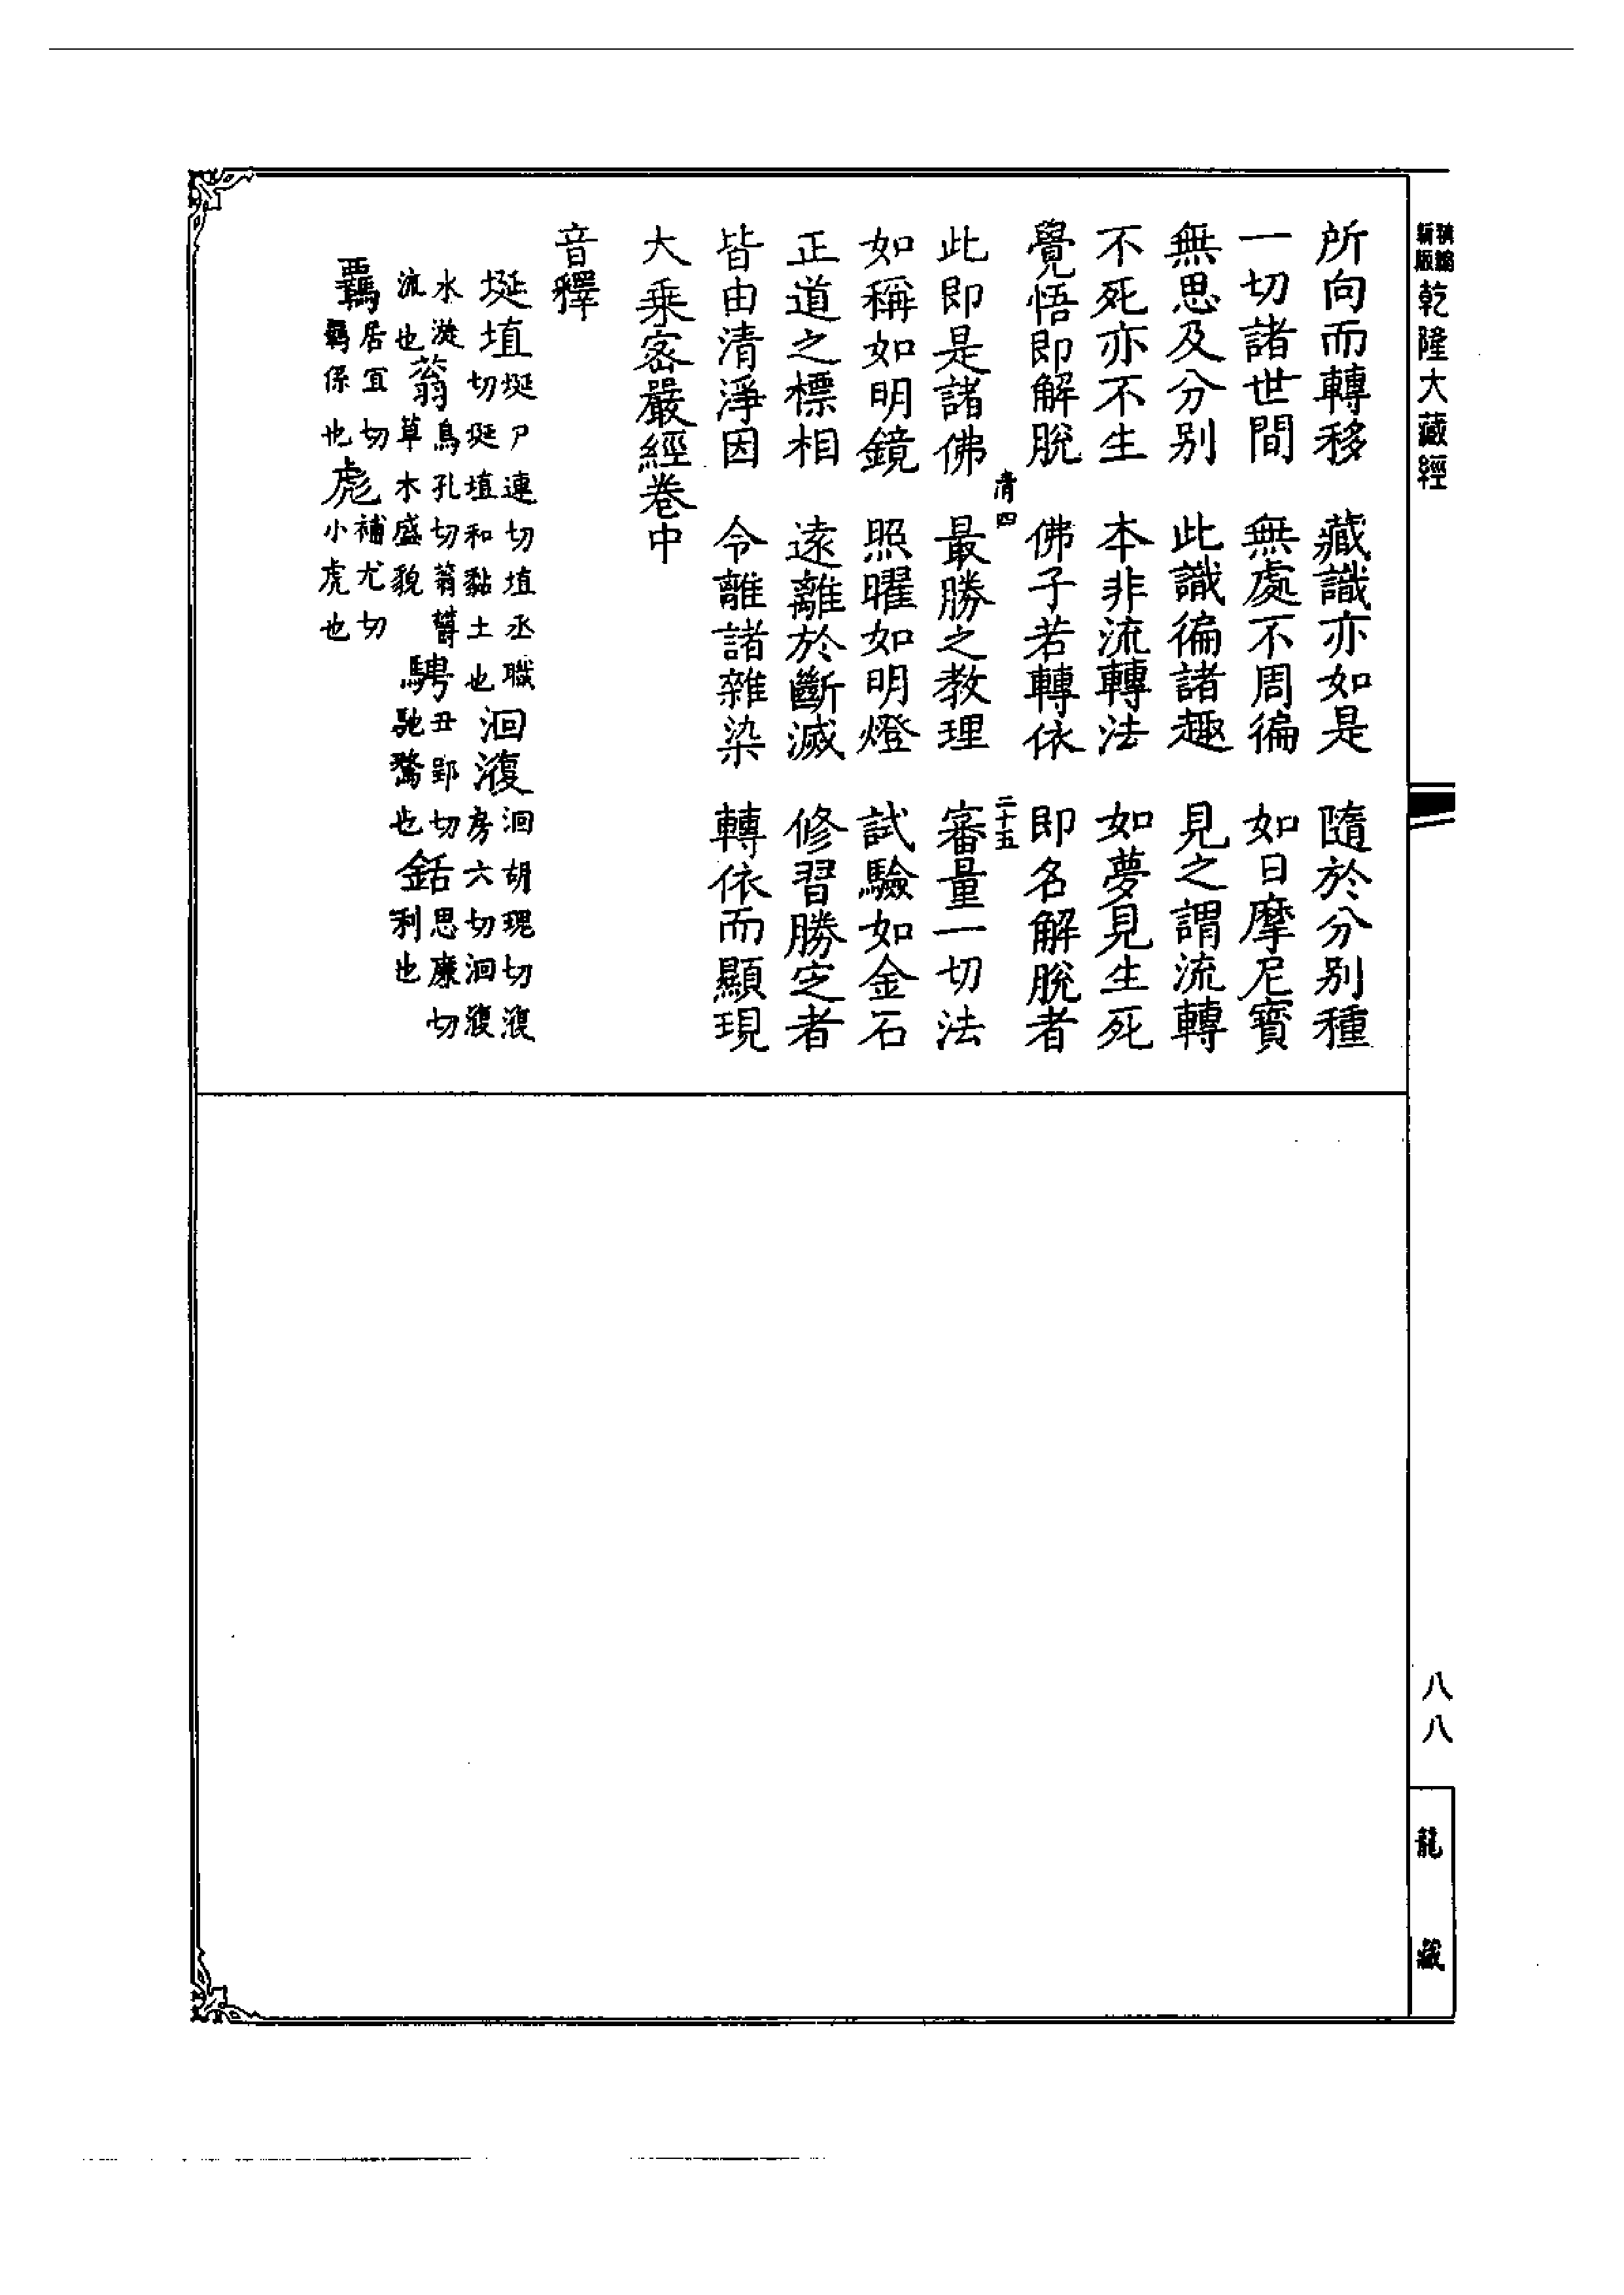 新版
乾隆大藏經
所向而轉移　藏識亦如是　隨於分別種
一切諸世間　無處不周徧　如日摩尼寶
無思及分別　此識徧諸趣　見之謂流轉
不死亦不生　本非流轉法　如夢見生死
覺悟即解脫　佛子若轉依　即名解脫者
清四　二十五
此即是諸佛　最勝之教理　審量一切法
如稱如明鏡　照曜如明燈　試驗如金石
正道之標相　遠離於斷滅　修習勝定者
皆由清淨因　令離諸雜染　轉依而顯現
大乘密嚴經卷中
音釋
埏埴埏尸連切埴丞職切埏埴和黏土也洄澓洄胡瑰切澓房六切洄澓
水漩流也蓊烏孔切蓊草木盛貌騁丑郢切馳騖也銛思廉切利也
羈居宜切羈係也彪補尤切小虎也
八八
龍藏